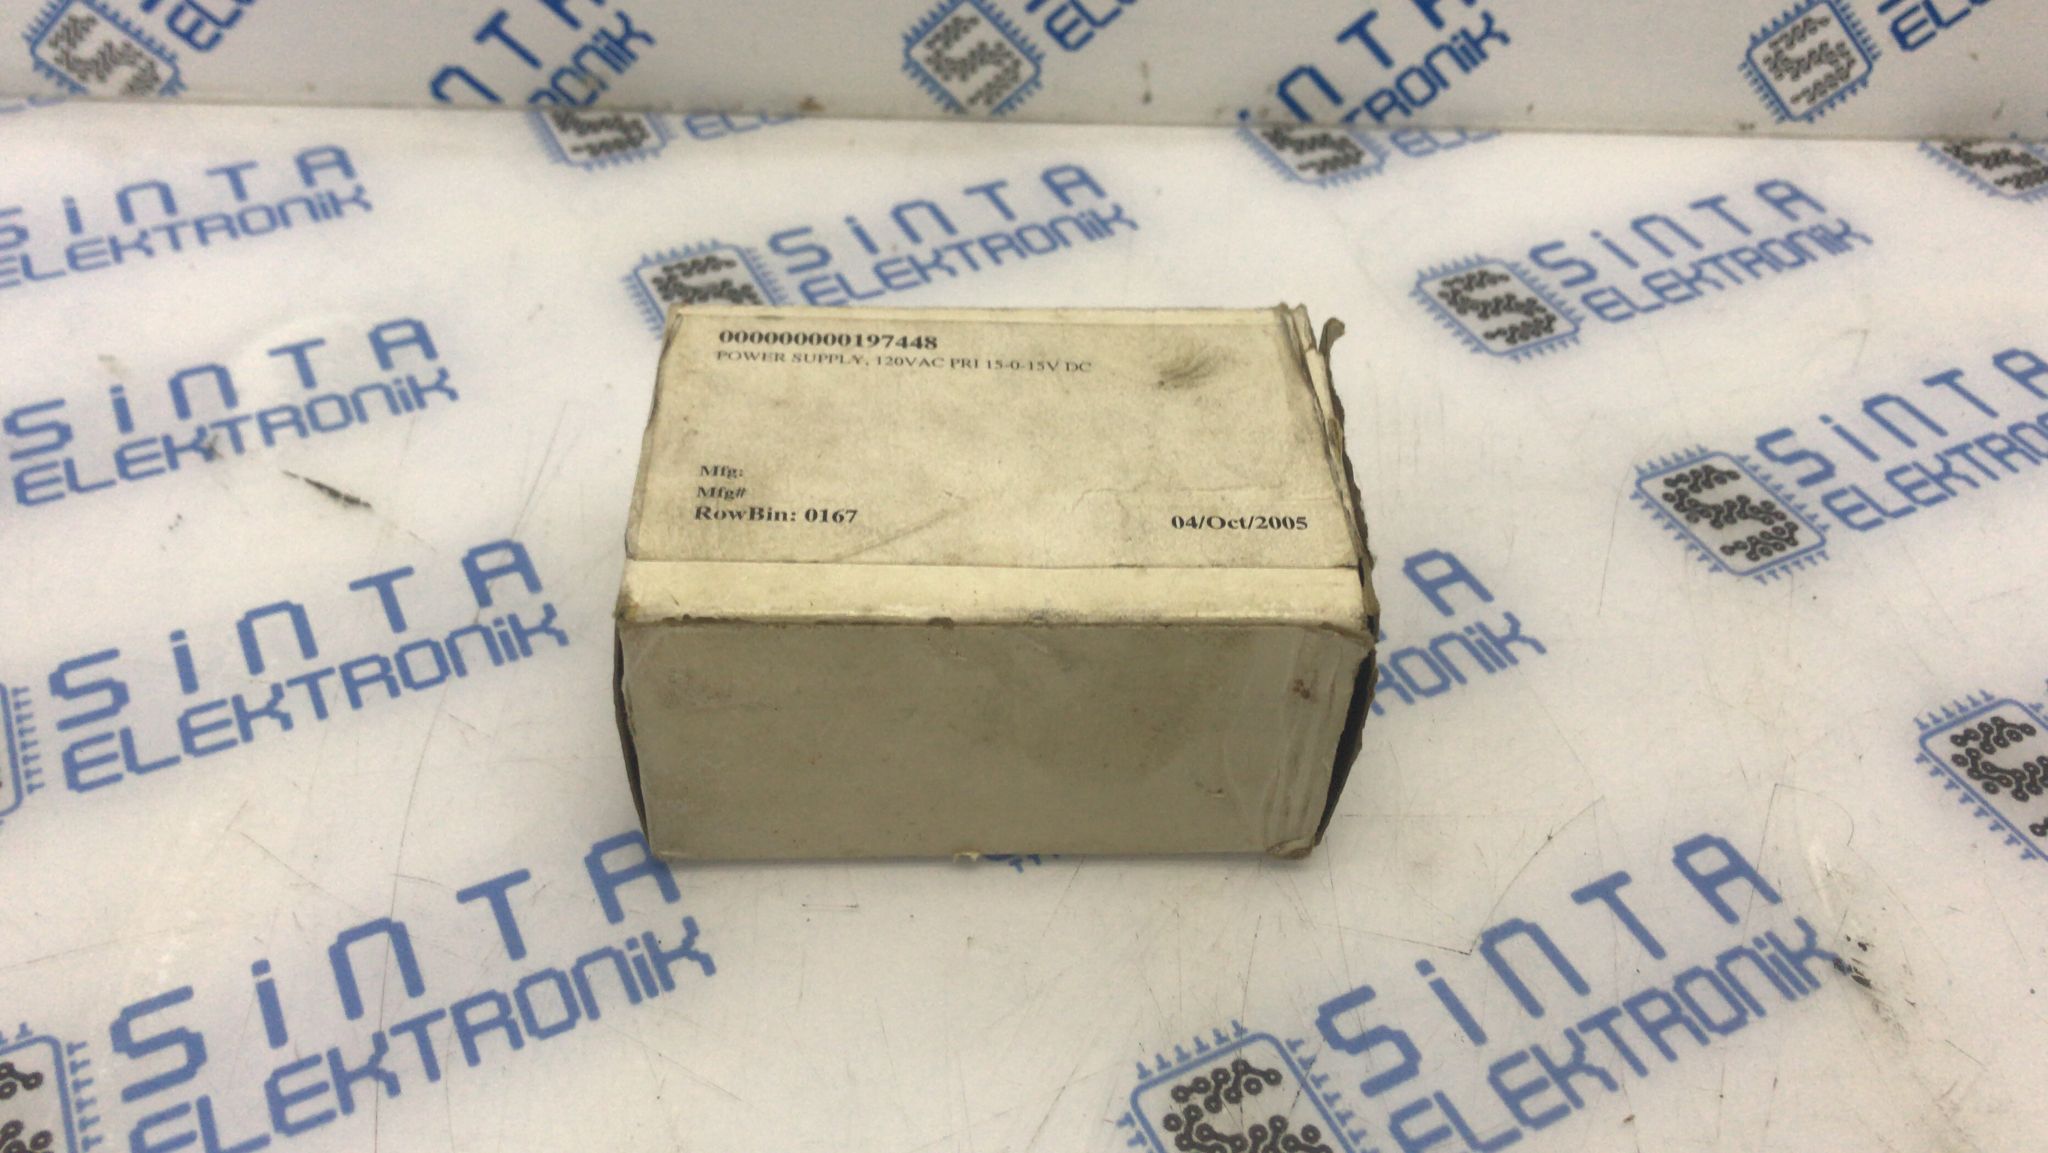 SiNTA
ELEKTRONiK
000000000197448
POWER SUPPLY, 120VAC PRI 15-0-15V DC
Mfg:
Mfg#
RowBin: 0167
04/Oct/2005